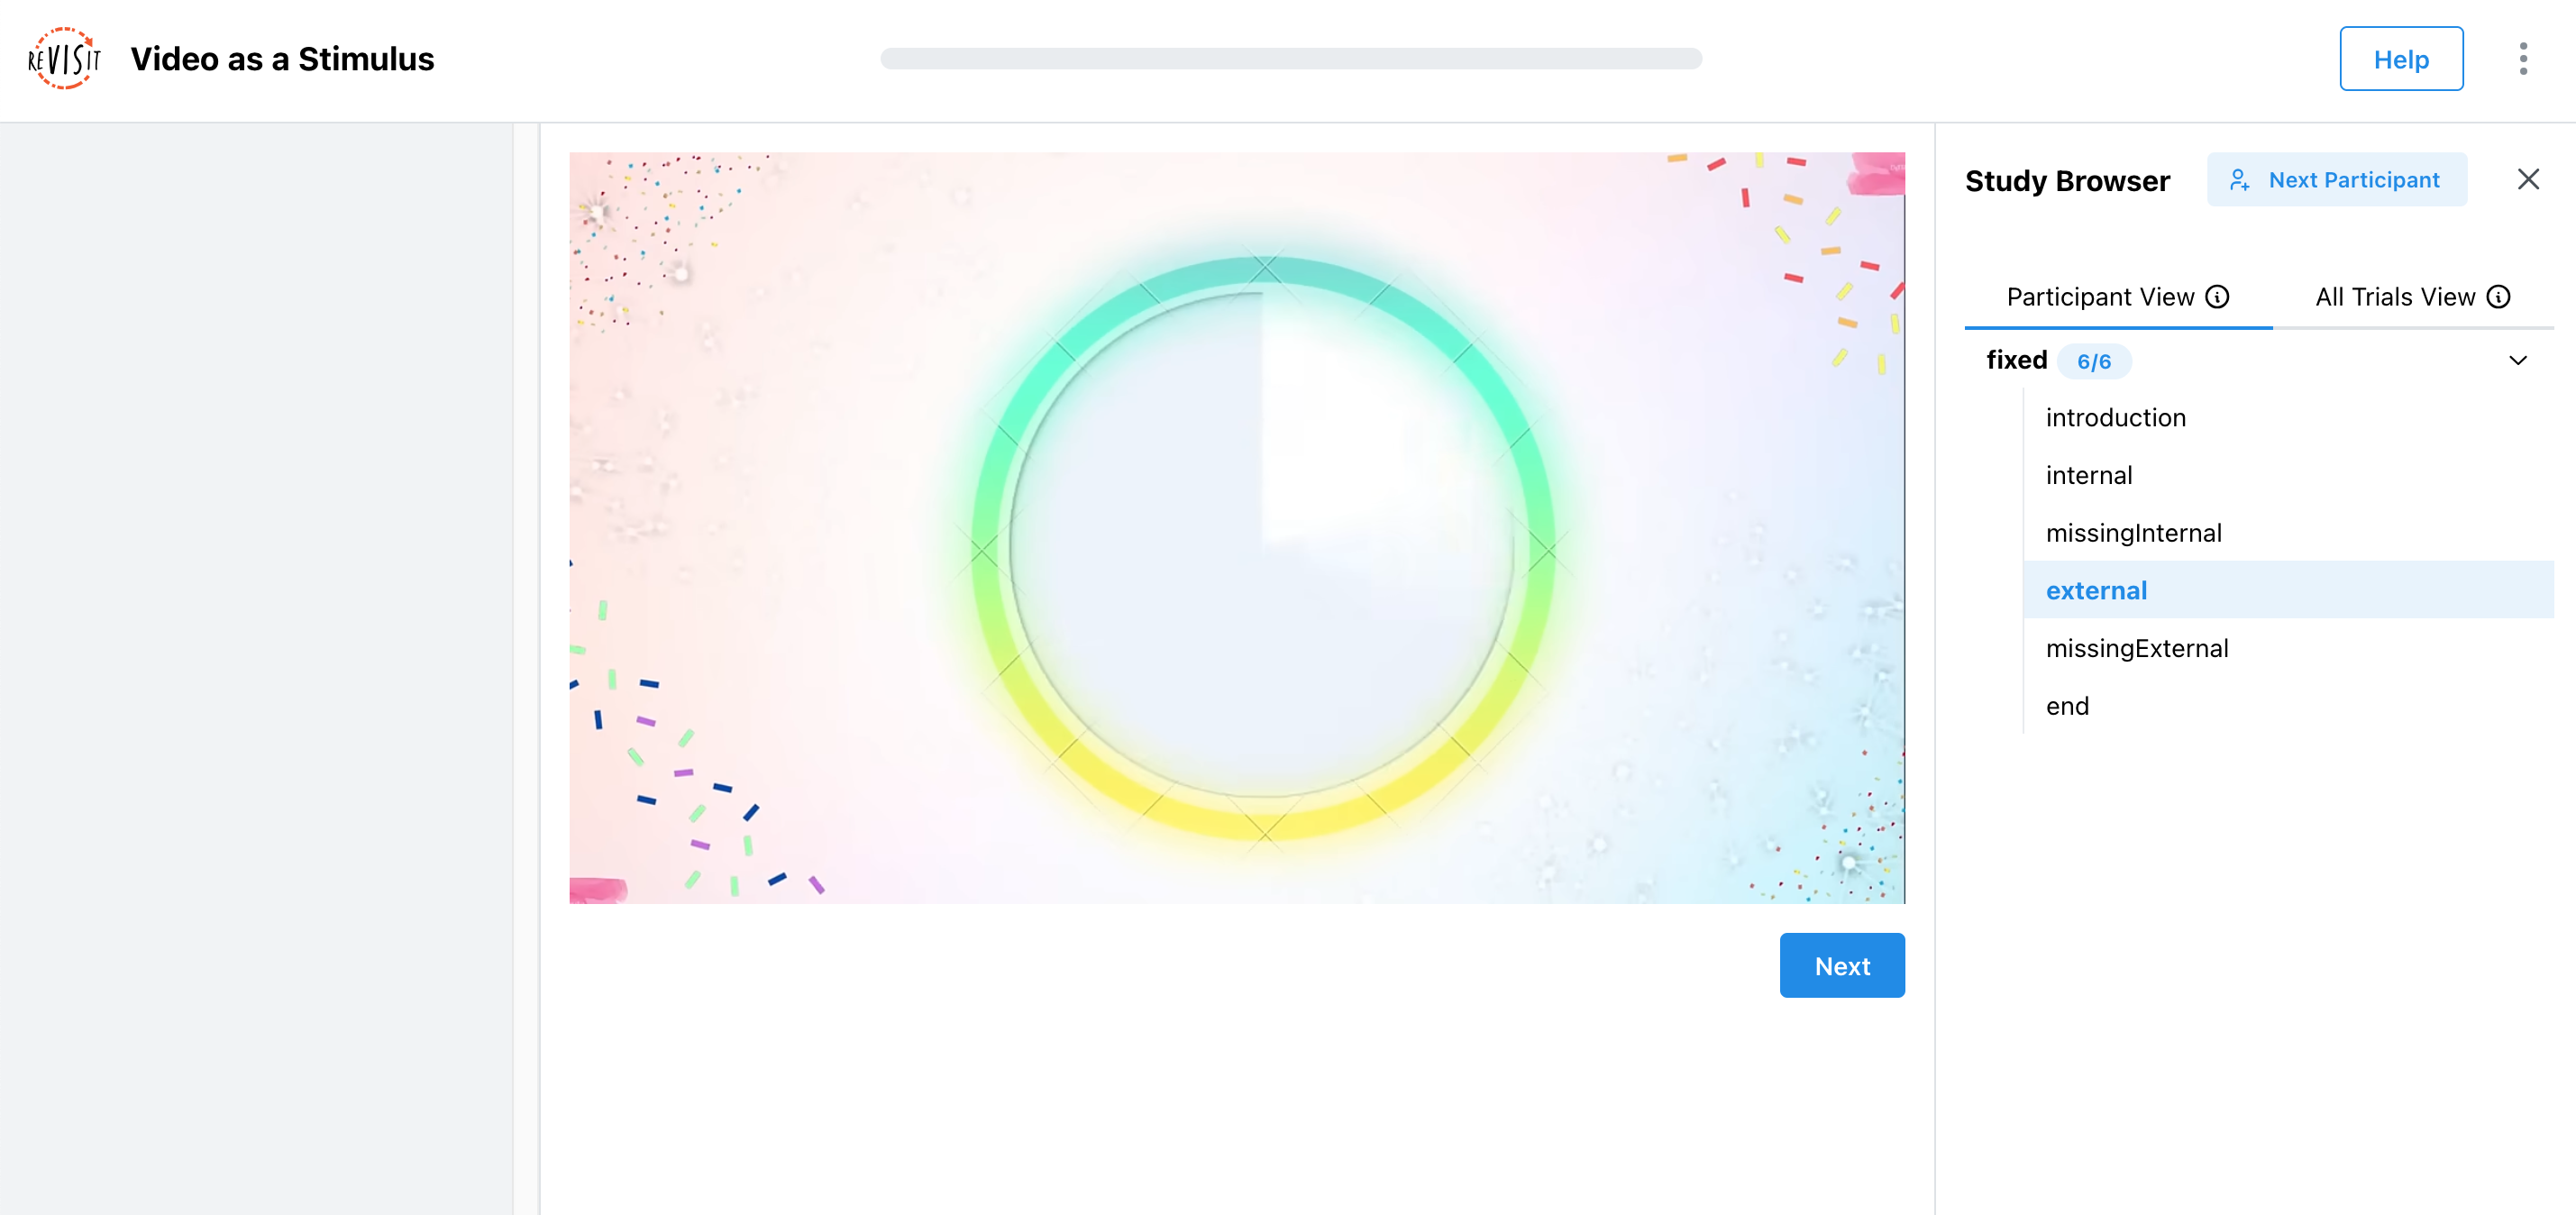 REVISIT
Video as a Stimulus
Help
Study Browser
Next Participant
Participant View
All Trials View
fixed 6/6
introduction
internal
missingInternal
external
missingExternal
end
Next